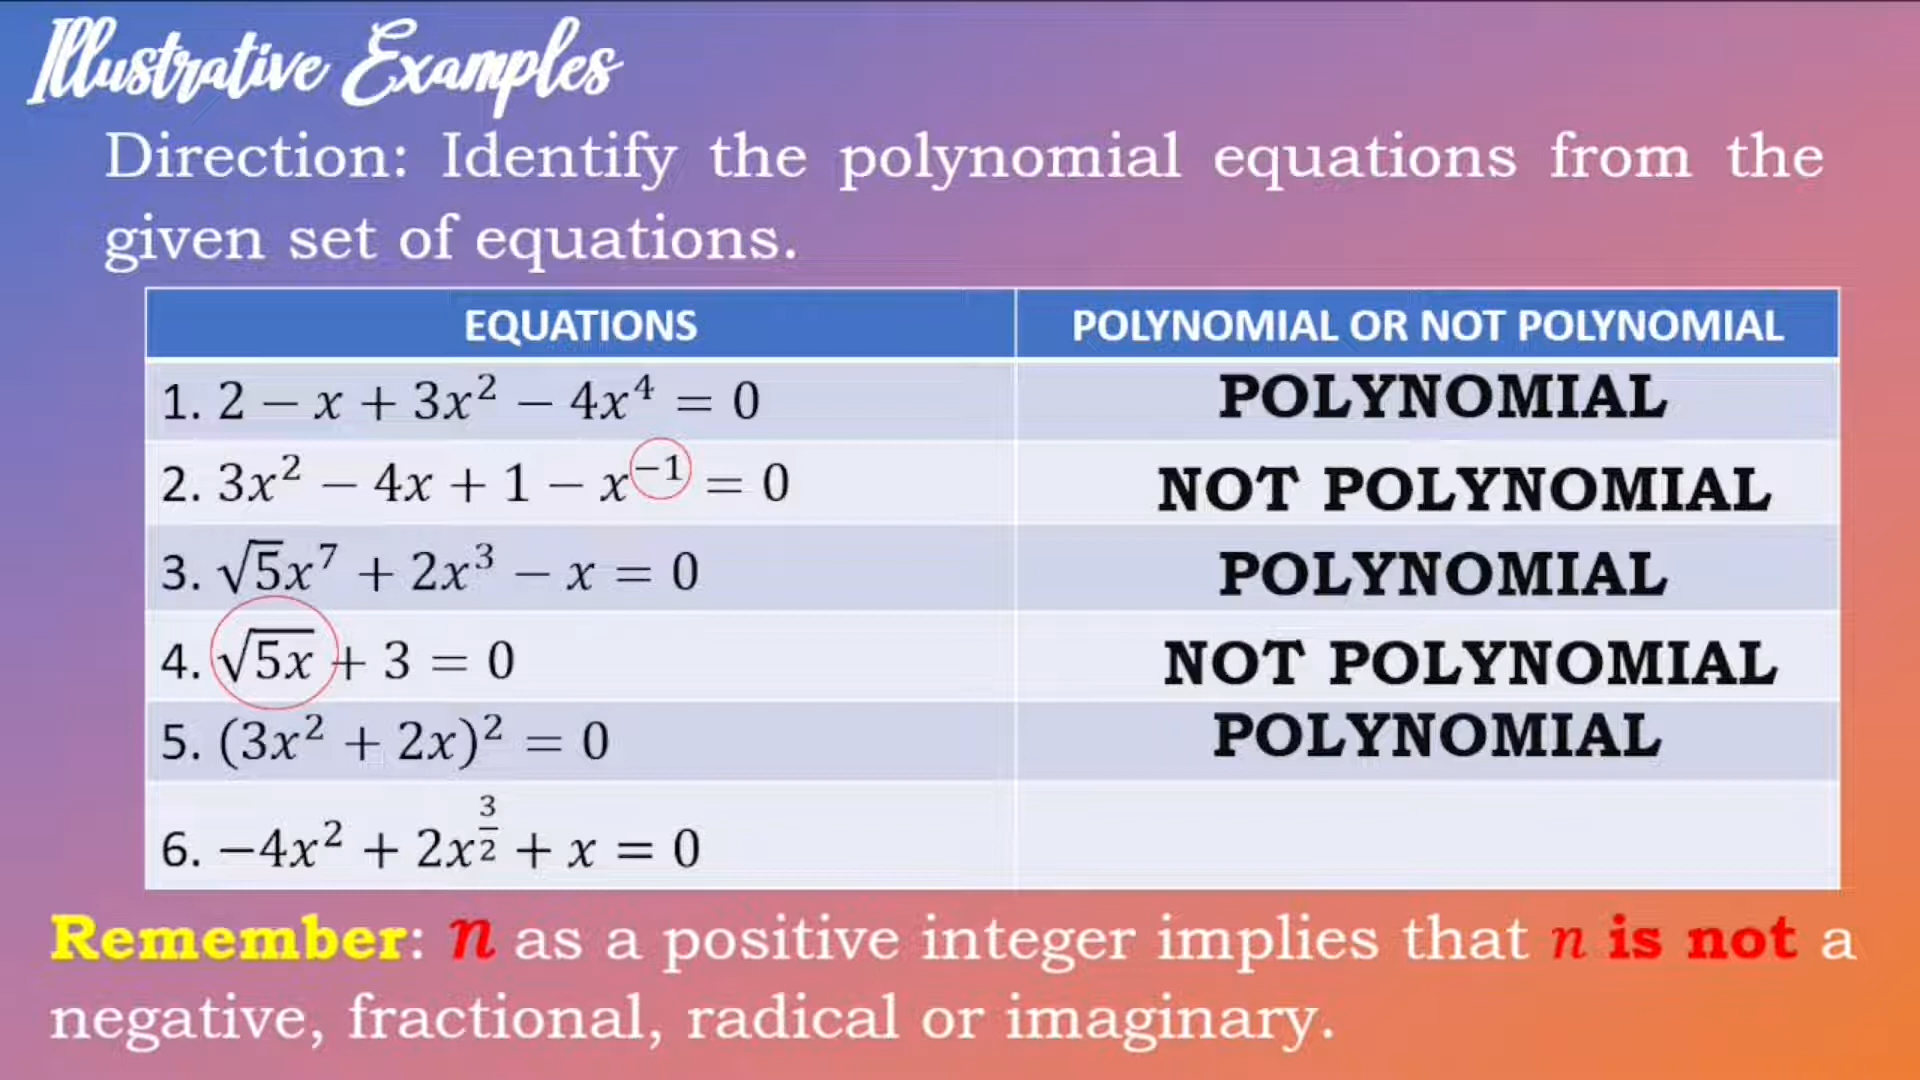 Illustrative Examples
Direction: Identify the polynomial equations from the
given set of equations.
EQUATIONS POLYNOMIAL OR NOT POLYNOMIAL
1. 2 − x + 3x² − 4x⁴ = 0 POLYNOMIAL
2. 3x² − 4x + 1 − x⁻¹ = 0 NOT POLYNOMIAL
3. √5x⁷ + 2x³ − x = 0 POLYNOMIAL
4. √(5x) + 3 = 0 NOT POLYNOMIAL
5. (3x² + 2x)² = 0 POLYNOMIAL
6. −4x² + 2x^(3/2) + x = 0
Remember: n as a positive integer implies that n is not a
negative, fractional, radical or imaginary.